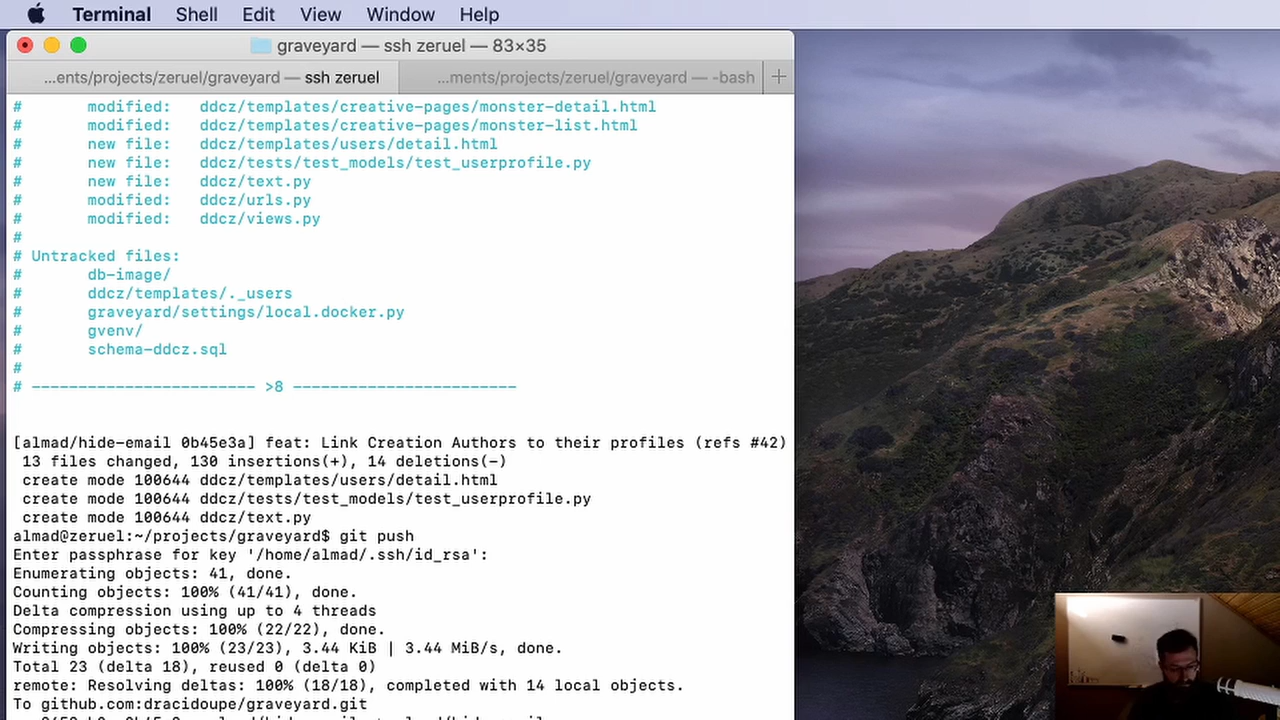 Terminal Shell Edit View Window Help
graveyard — ssh zeruel — 83×35
...ents/projects/zeruel/graveyard — ssh zeruel ...ments/projects/zeruel/graveyard — -bash +
# modified: ddcz/templates/creative-pages/monster-detail.html
# modified: ddcz/templates/creative-pages/monster-list.html
# new file: ddcz/templates/users/detail.html
# new file: ddcz/tests/test_models/test_userprofile.py
# new file: ddcz/text.py
# modified: ddcz/urls.py
# modified: ddcz/views.py
#
# Untracked files:
# db-image/
# ddcz/templates/._users
# graveyard/settings/local.docker.py
# gvenv/
# schema-ddcz.sql
#
# ------------------------ >8 ------------------------
[almad/hide-email 0b45e3a] feat: Link Creation Authors to their profiles (refs #42)
13 files changed, 130 insertions(+), 14 deletions(-)
create mode 100644 ddcz/templates/users/detail.html
create mode 100644 ddcz/tests/test_models/test_userprofile.py
create mode 100644 ddcz/text.py
almad@zeruel:~/projects/graveyard$ git push
Enter passphrase for key '/home/almad/.ssh/id_rsa':
Enumerating objects: 41, done.
Counting objects: 100% (41/41), done.
Delta compression using up to 4 threads
Compressing objects: 100% (22/22), done.
Writing objects: 100% (23/23), 3.44 KiB | 3.44 MiB/s, done.
Total 23 (delta 18), reused 0 (delta 0)
remote: Resolving deltas: 100% (18/18), completed with 14 local objects.
To github.com:dracidoupe/graveyard.git